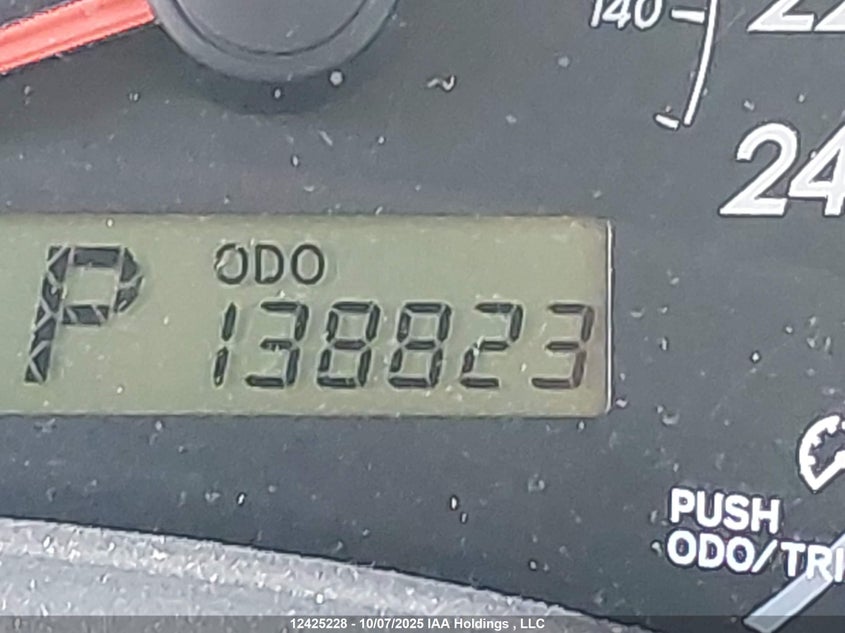 140
24
P
ODO
138823
PUSH
ODO/TRI
12425228 - 10/07/2025 IAA Holdings , LLC